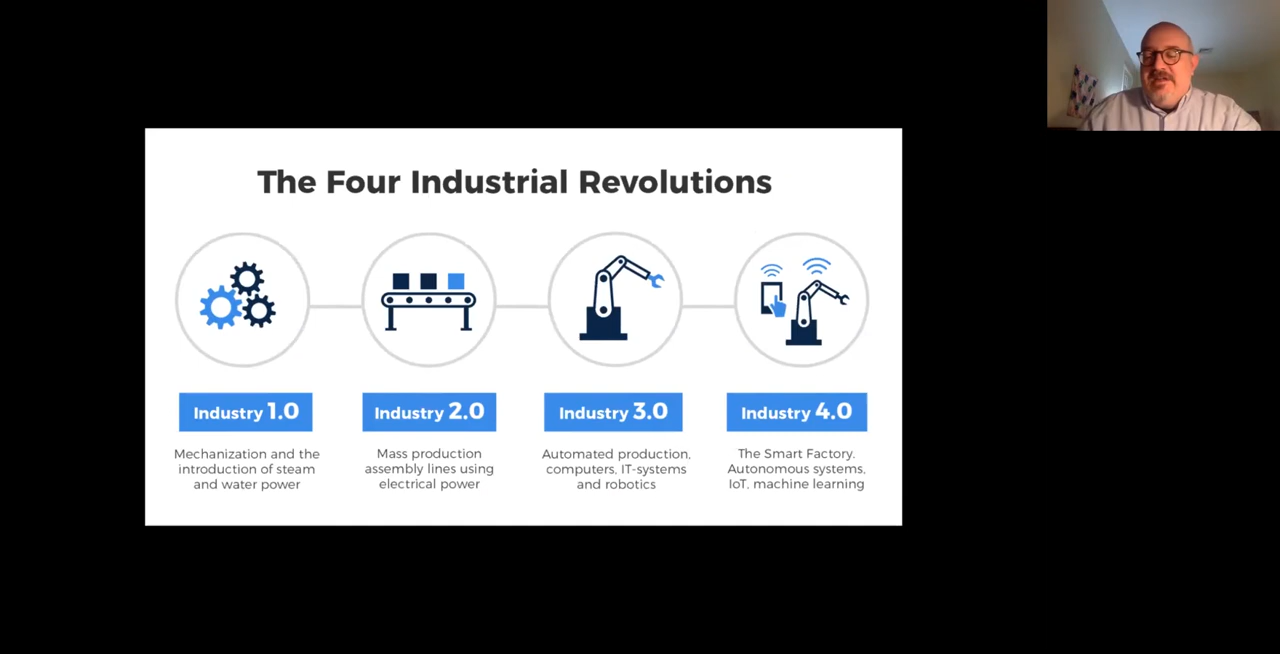 The Four Industrial Revolutions
Industry 1.0
Mechanization and the
introduction of steam
and water power
Industry 2.0
Mass production
assembly lines using
electrical power
Industry 3.0
Automated production,
computers, IT-systems
and robotics
Industry 4.0
The Smart Factory.
Autonomous systems,
IoT, machine learning